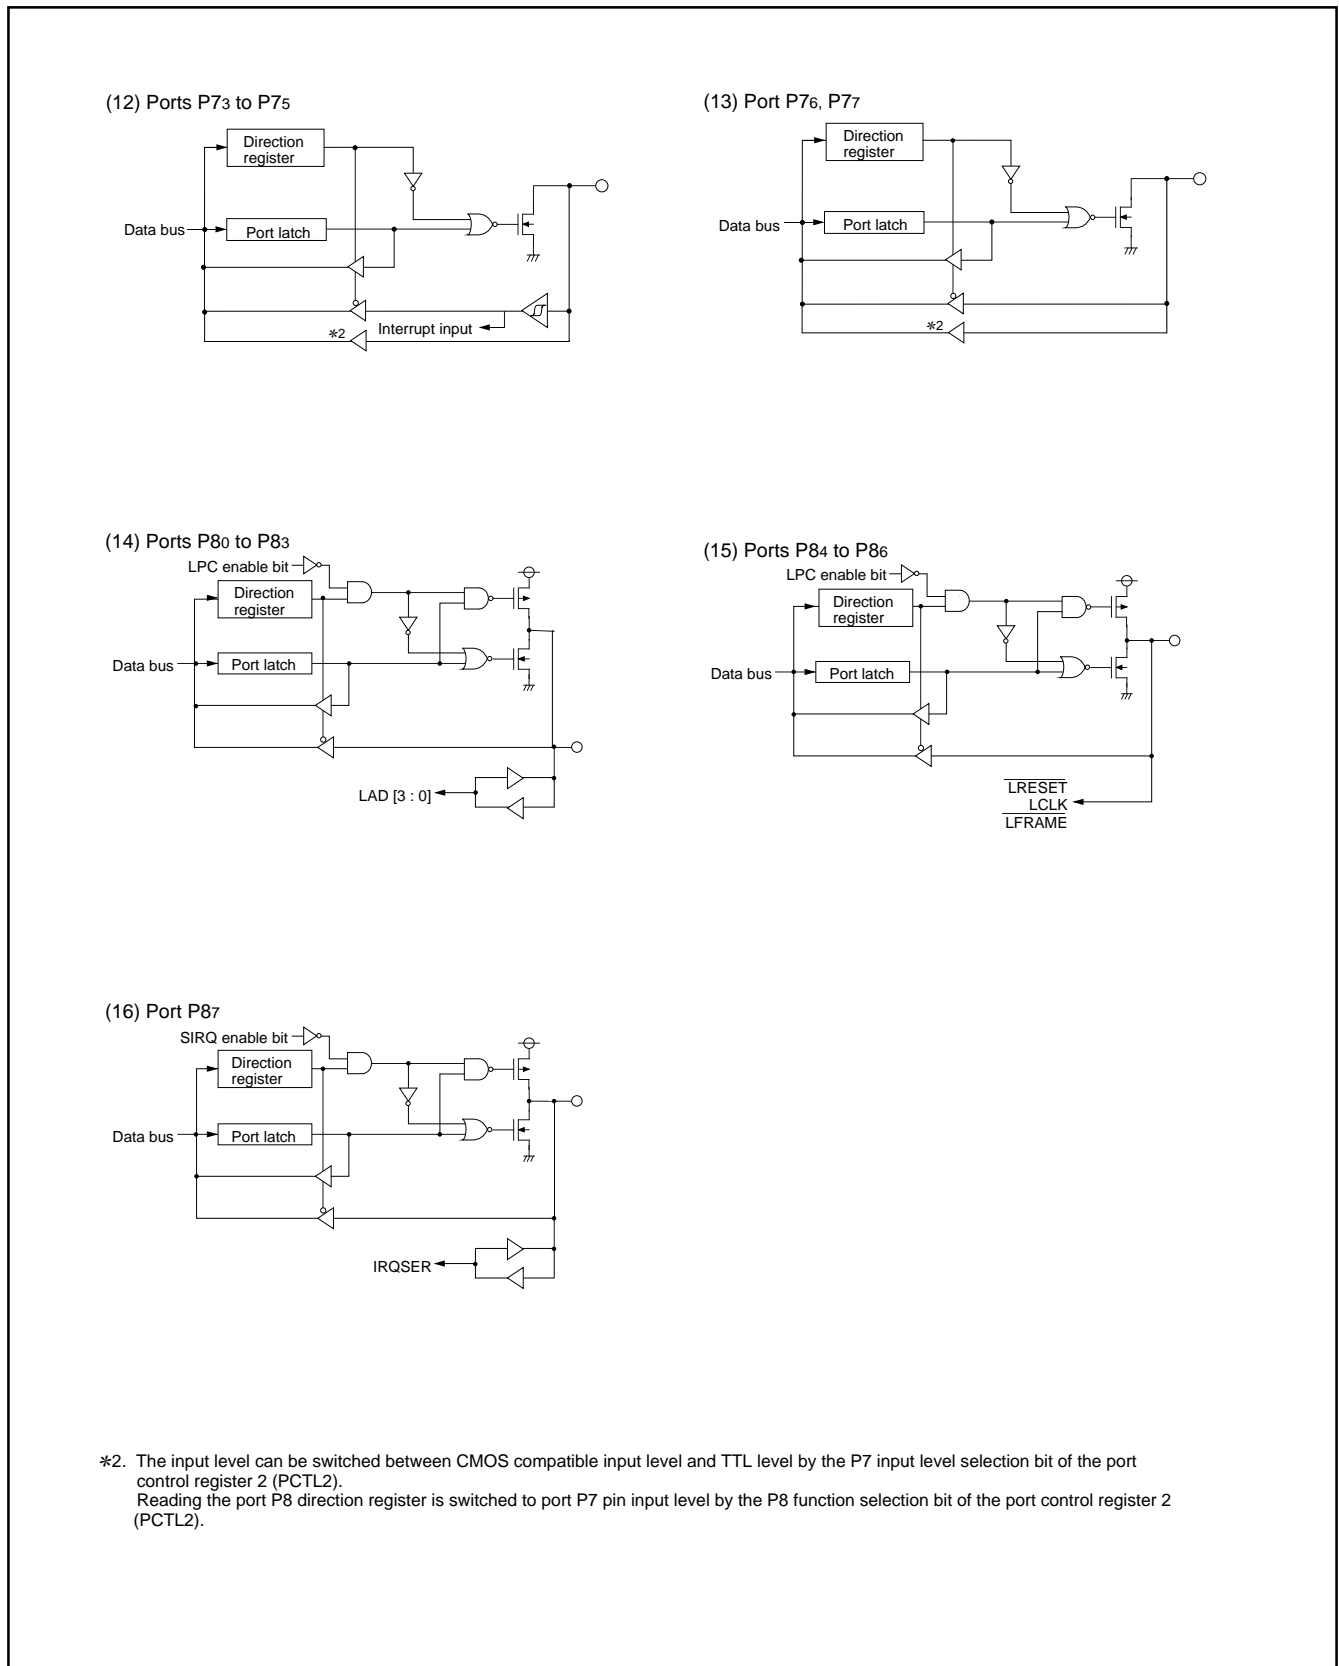 (12) Ports P73 to P75
Direction
register
Data bus
Port latch
Interrupt input
*2
(13) Port P76, P77
Direction
register
Data bus
Port latch
*2
(14) Ports P80 to P83
LPC enable bit
Direction
register
Data bus
Port latch
LAD [3 : 0]
(15) Ports P84 to P86
LPC enable bit
Direction
register
Data bus
Port latch
LRESET
LCLK
LFRAME
(16) Port P87
SIRQ enable bit
Direction
register
Data bus
Port latch
IRQSER
*2. The input level can be switched between CMOS compatible input level and TTL level by the P7 input level selection bit of the port
control register 2 (PCTL2).
Reading the port P8 direction register is switched to port P7 pin input level by the P8 function selection bit of the port control register 2
(PCTL2).